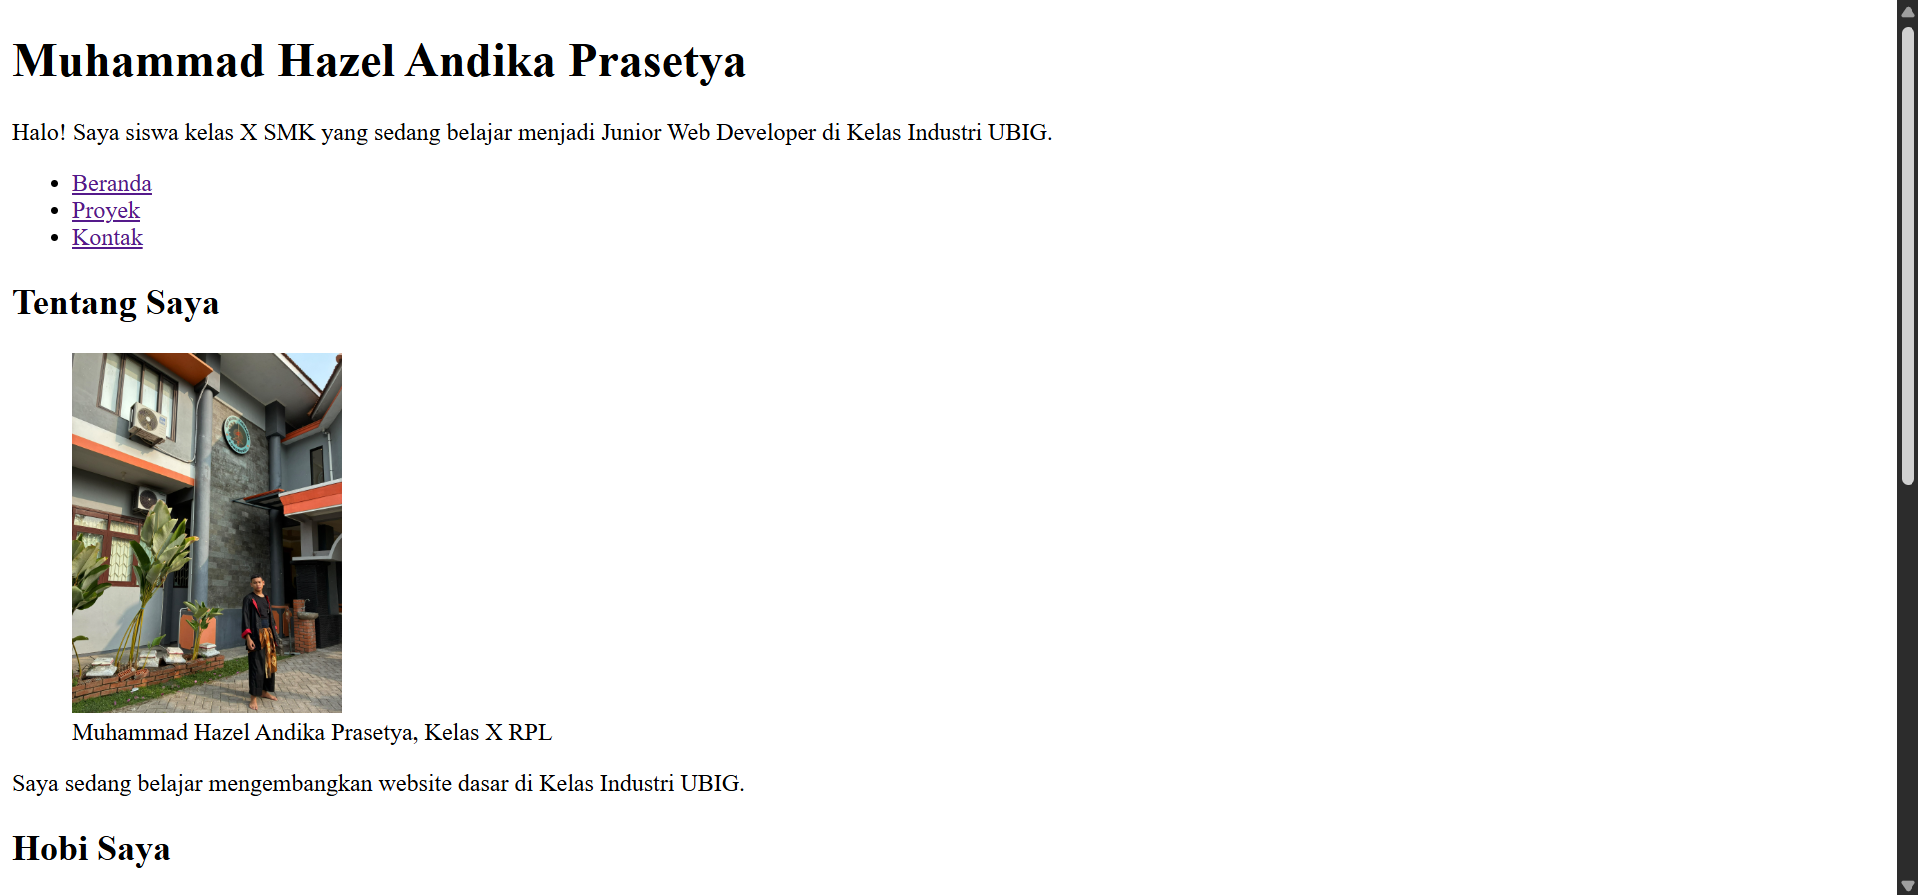 Muhammad Hazel Andika Prasetya
Halo! Saya siswa kelas X SMK yang sedang belajar menjadi Junior Web Developer di Kelas Industri UBIG.
Beranda
Proyek
Kontak
Tentang Saya
Muhammad Hazel Andika Prasetya, Kelas X RPL
Saya sedang belajar mengembangkan website dasar di Kelas Industri UBIG.
Hobi Saya